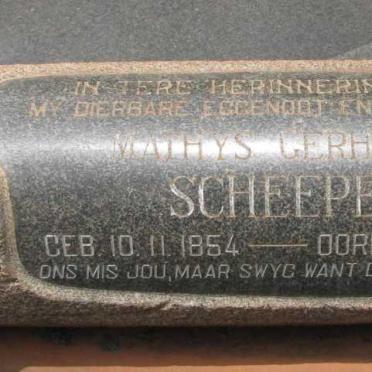 IN TERE HERINNERIN
MY DIERBARE EGGENOOT EN
MATHYS GERH
SCHEEPE
GEB. 10. 11. 1864 — OORL
ONS MIS JOU, MAAR SWYG WANT